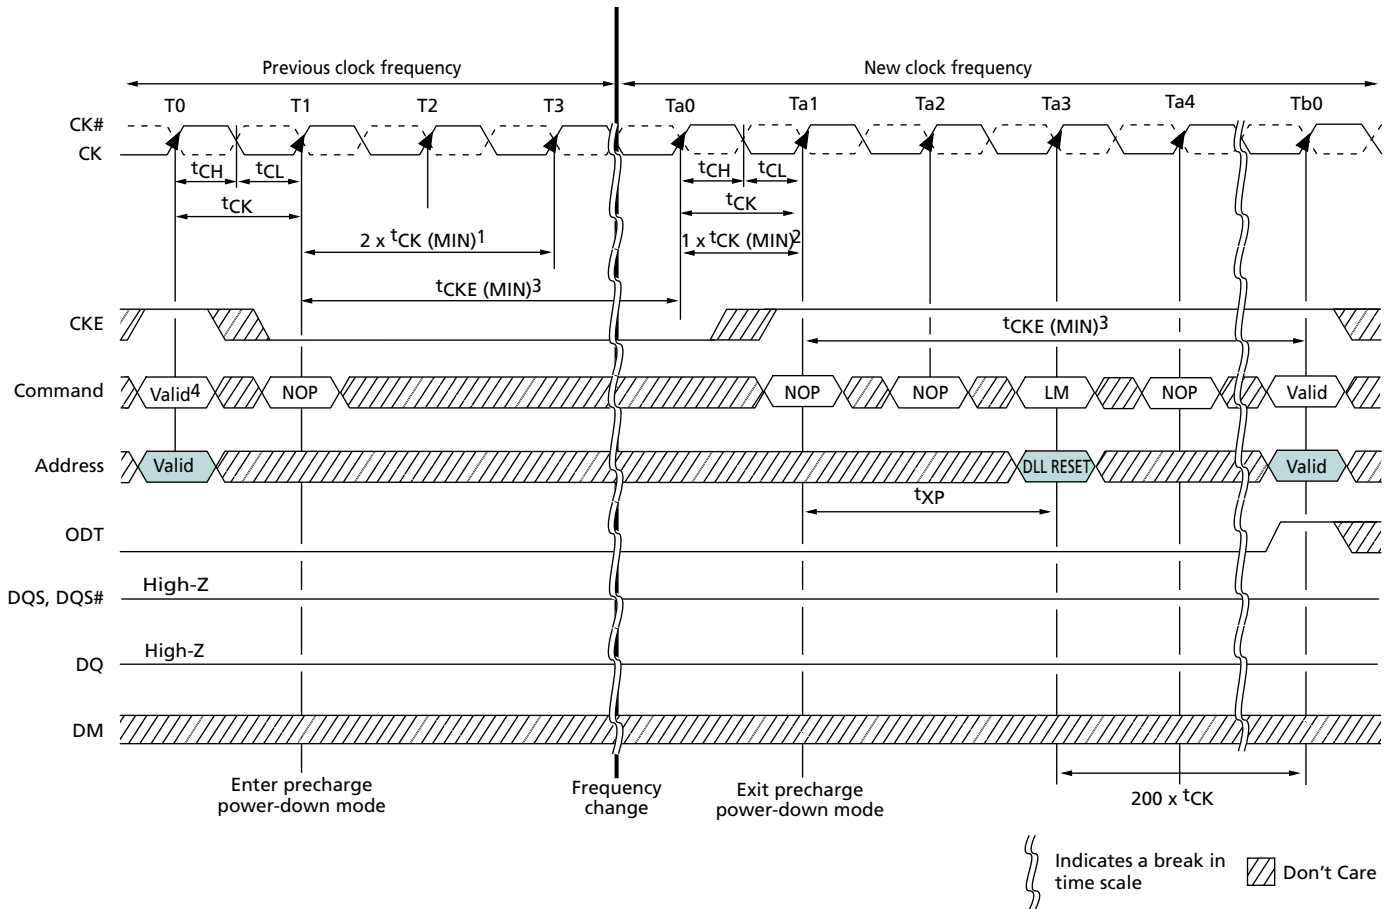 Previous clock frequency
New clock frequency
T0 T1 T2 T3 Ta0 Ta1 Ta2 Ta3 Ta4 Tb0
CK#
CK
tCH tCL tCH tCL
tCK tCK
2 x tCK (MIN)1 1 x tCK (MIN)2
tCKE (MIN)3
CKE
tCKE (MIN)3
Command Valid4 NOP NOP NOP LM NOP Valid
Address Valid DLL RESET Valid
tXP
ODT
High-Z
DQS, DQS#
High-Z
DQ
DM
Enter precharge
power-down mode
Frequency
change
Exit precharge
power-down mode
200 x tCK
Indicates a break in
time scale
Don't Care